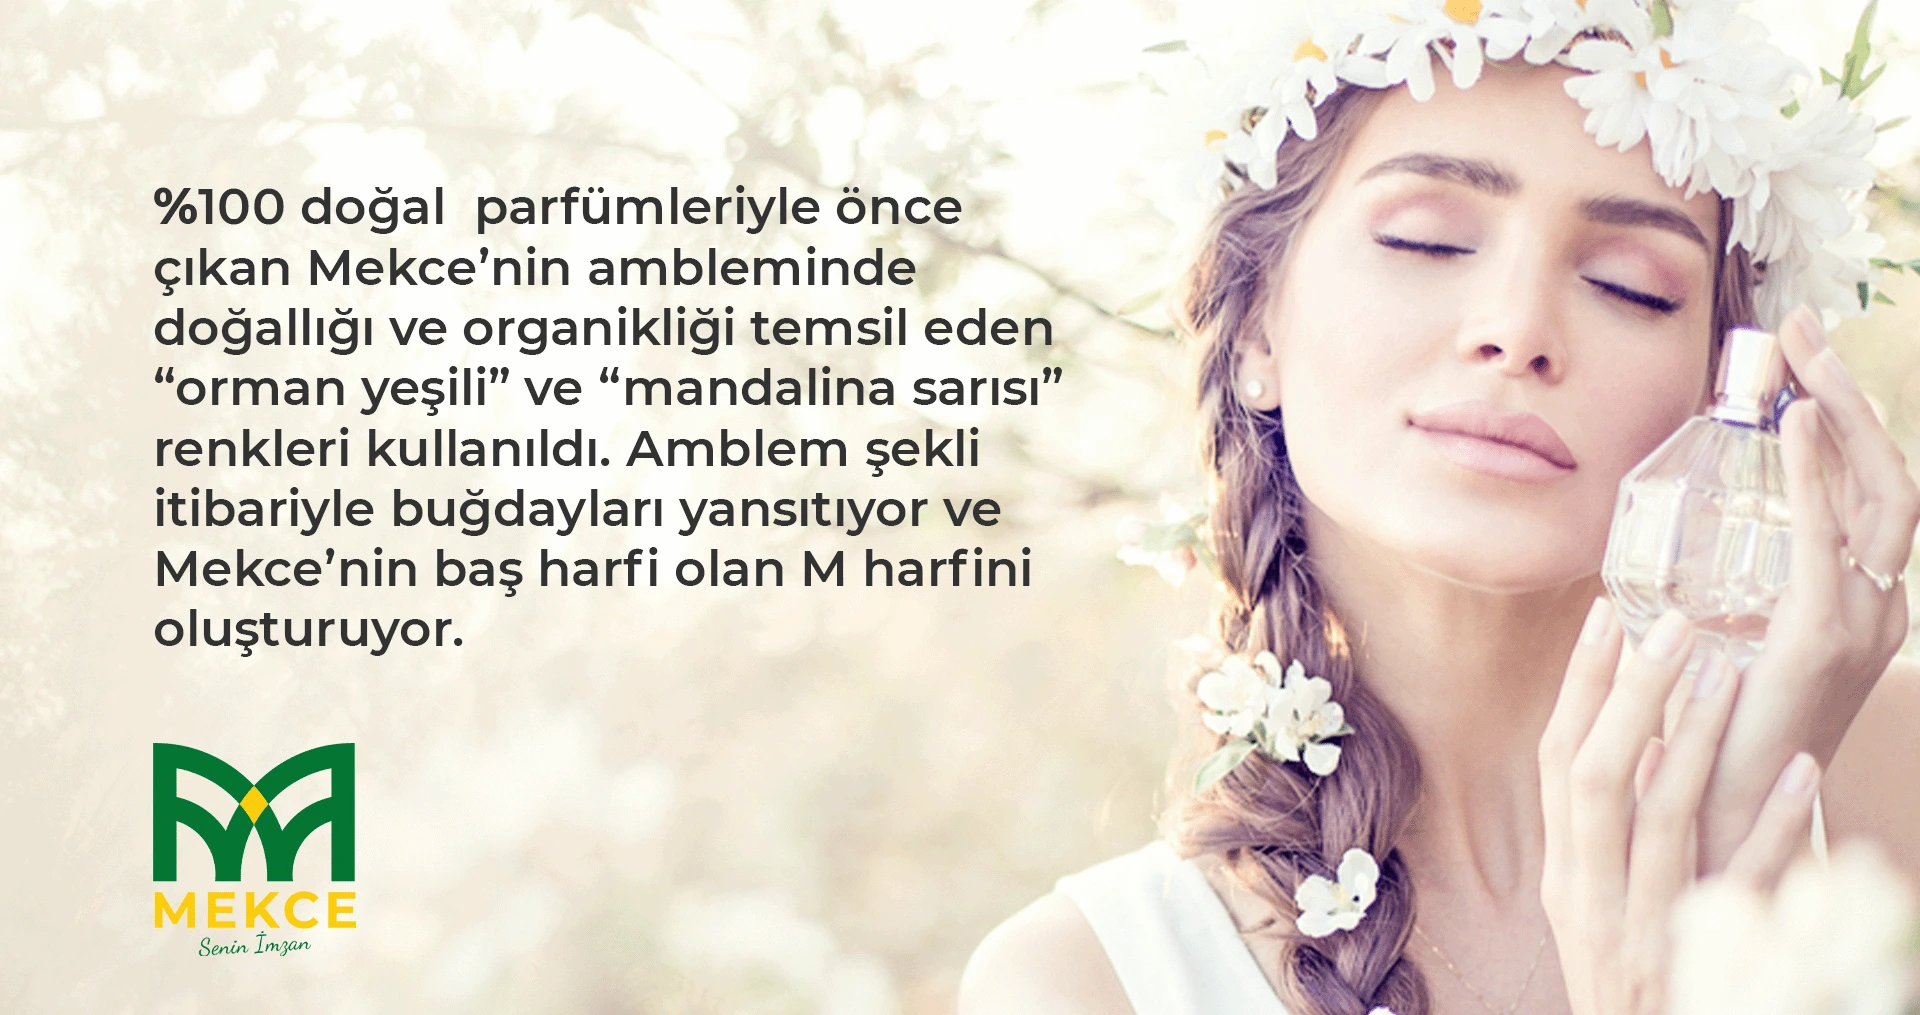 %100 doğal  parfümleriyle önce
çıkan Mekce’nin ambleminde
doğallığı ve organikliği temsil eden
“orman yeşili” ve “mandalina sarısı”
renkleri kullanıldı. Amblem şekli
itibariyle buğdayları yansıtıyor ve
Mekce’nin baş harfi olan M harfini
oluşturuyor.
MEKCE
Senin İmzan